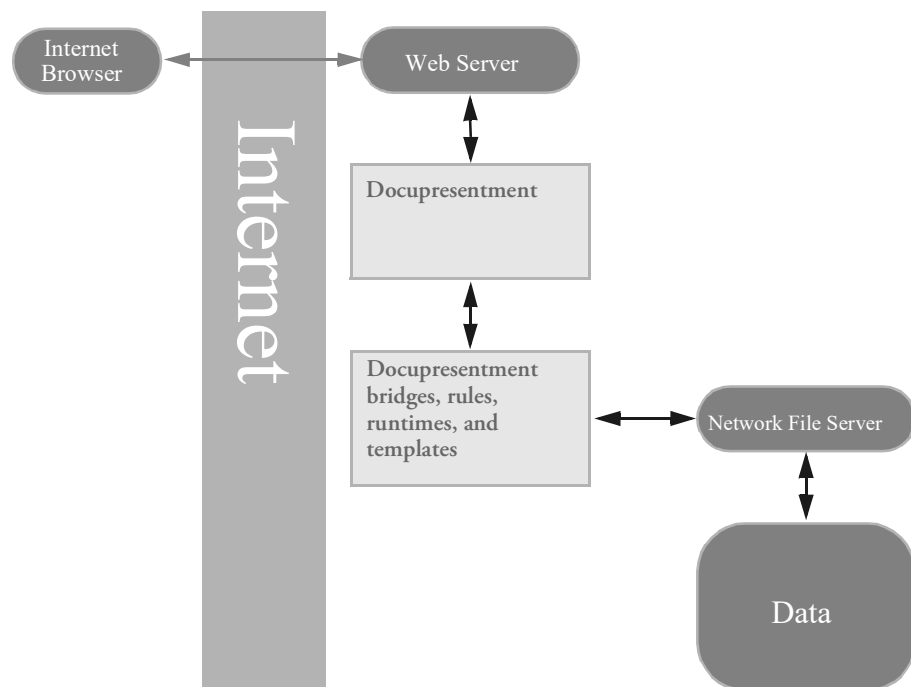 Internet
Browser
Web Server
Internet
Docupresentment
Docupresentment
bridges, rules,
runtimes, and
templates
Network File Server
Data